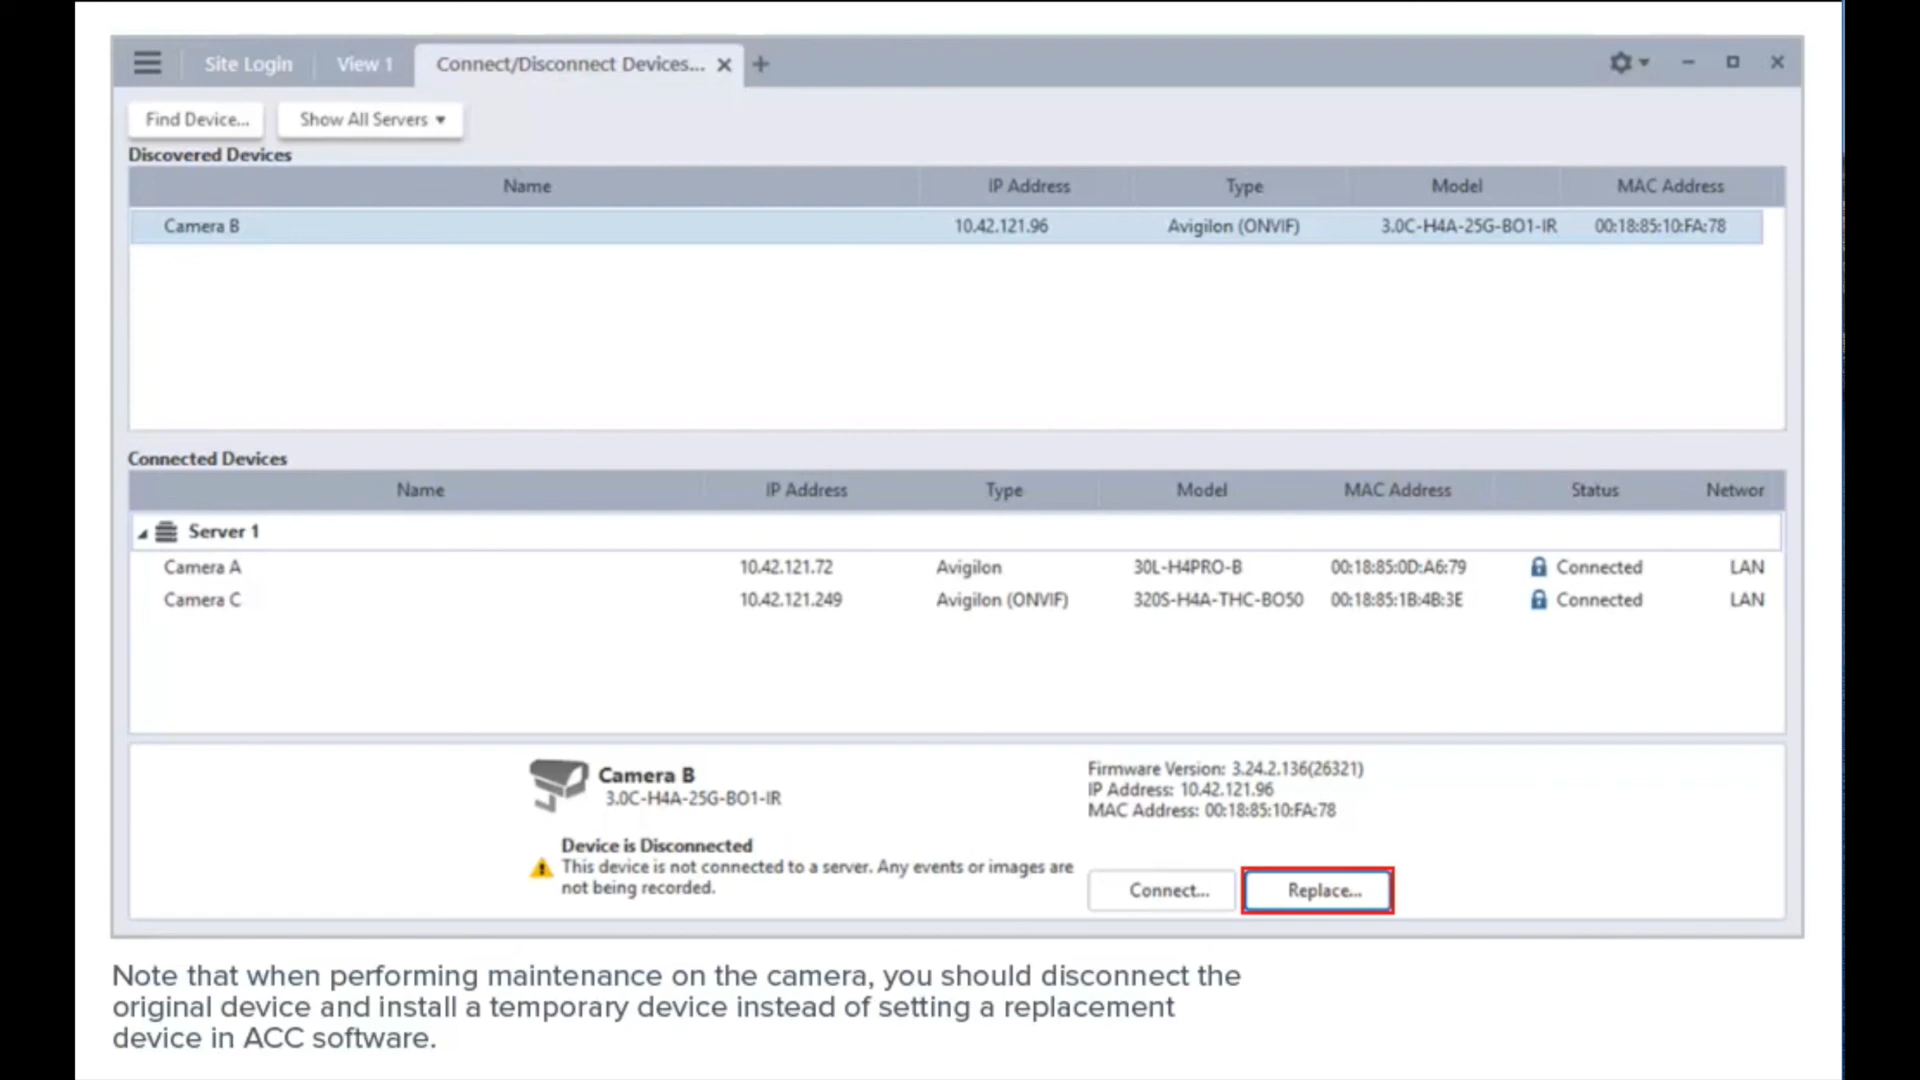 Site Login View 1 Connect/Disconnect Devices...
Find Device... Show All Servers
Discovered Devices
Name IP Address Type Model MAC Address
Camera B 10.42.121.96 Avigilon (ONVIF) 3.0C-H4A-25G-BO1-IR 00:18:85:10:FA:78
Connected Devices
Name IP Address Type Model MAC Address Status Networ
Server 1
Camera A 10.42.121.72 Avigilon 30L-H4PRO-B 00:18:85:0D:A6:79 Connected LAN
Camera C 10.42.121.249 Avigilon (ONVIF) 320S-H4A-THC-BO50 00:18:85:1B:4B:3E Connected LAN
Camera B
3.0C-H4A-25G-BO1-IR
Firmware Version: 3.24.2.136(26321)
IP Address: 10.42.121.96
MAC Address: 00:18:85:10:FA:78
Device is Disconnected
This device is not connected to a server. Any events or images are
not being recorded.
Connect... Replace...
Note that when performing maintenance on the camera, you should disconnect the
original device and install a temporary device instead of setting a replacement
device in ACC software.